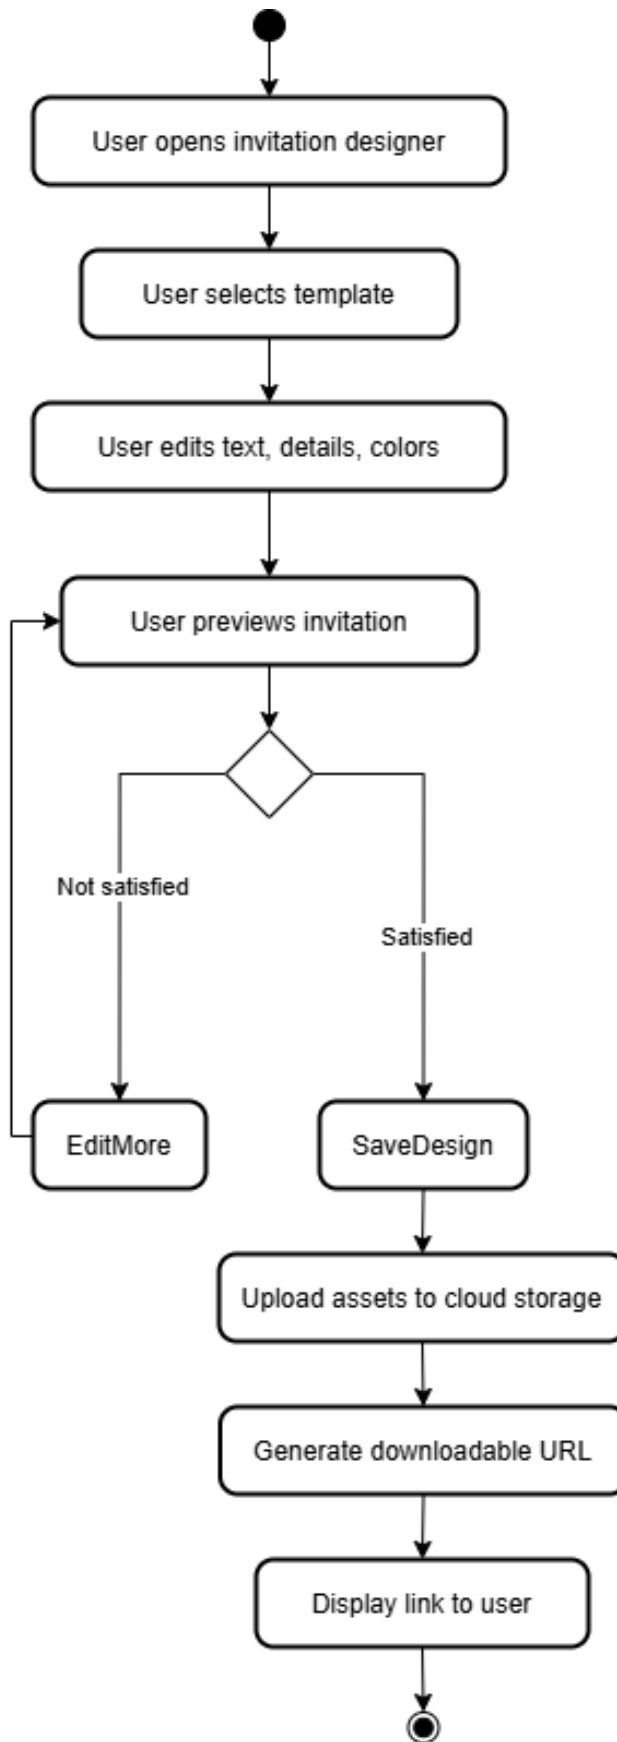 User opens invitation designer
User selects template
User edits text, details, colors
User previews invitation
Not satisfied
Satisfied
EditMore
SaveDesign
Upload assets to cloud storage
Generate downloadable URL
Display link to user